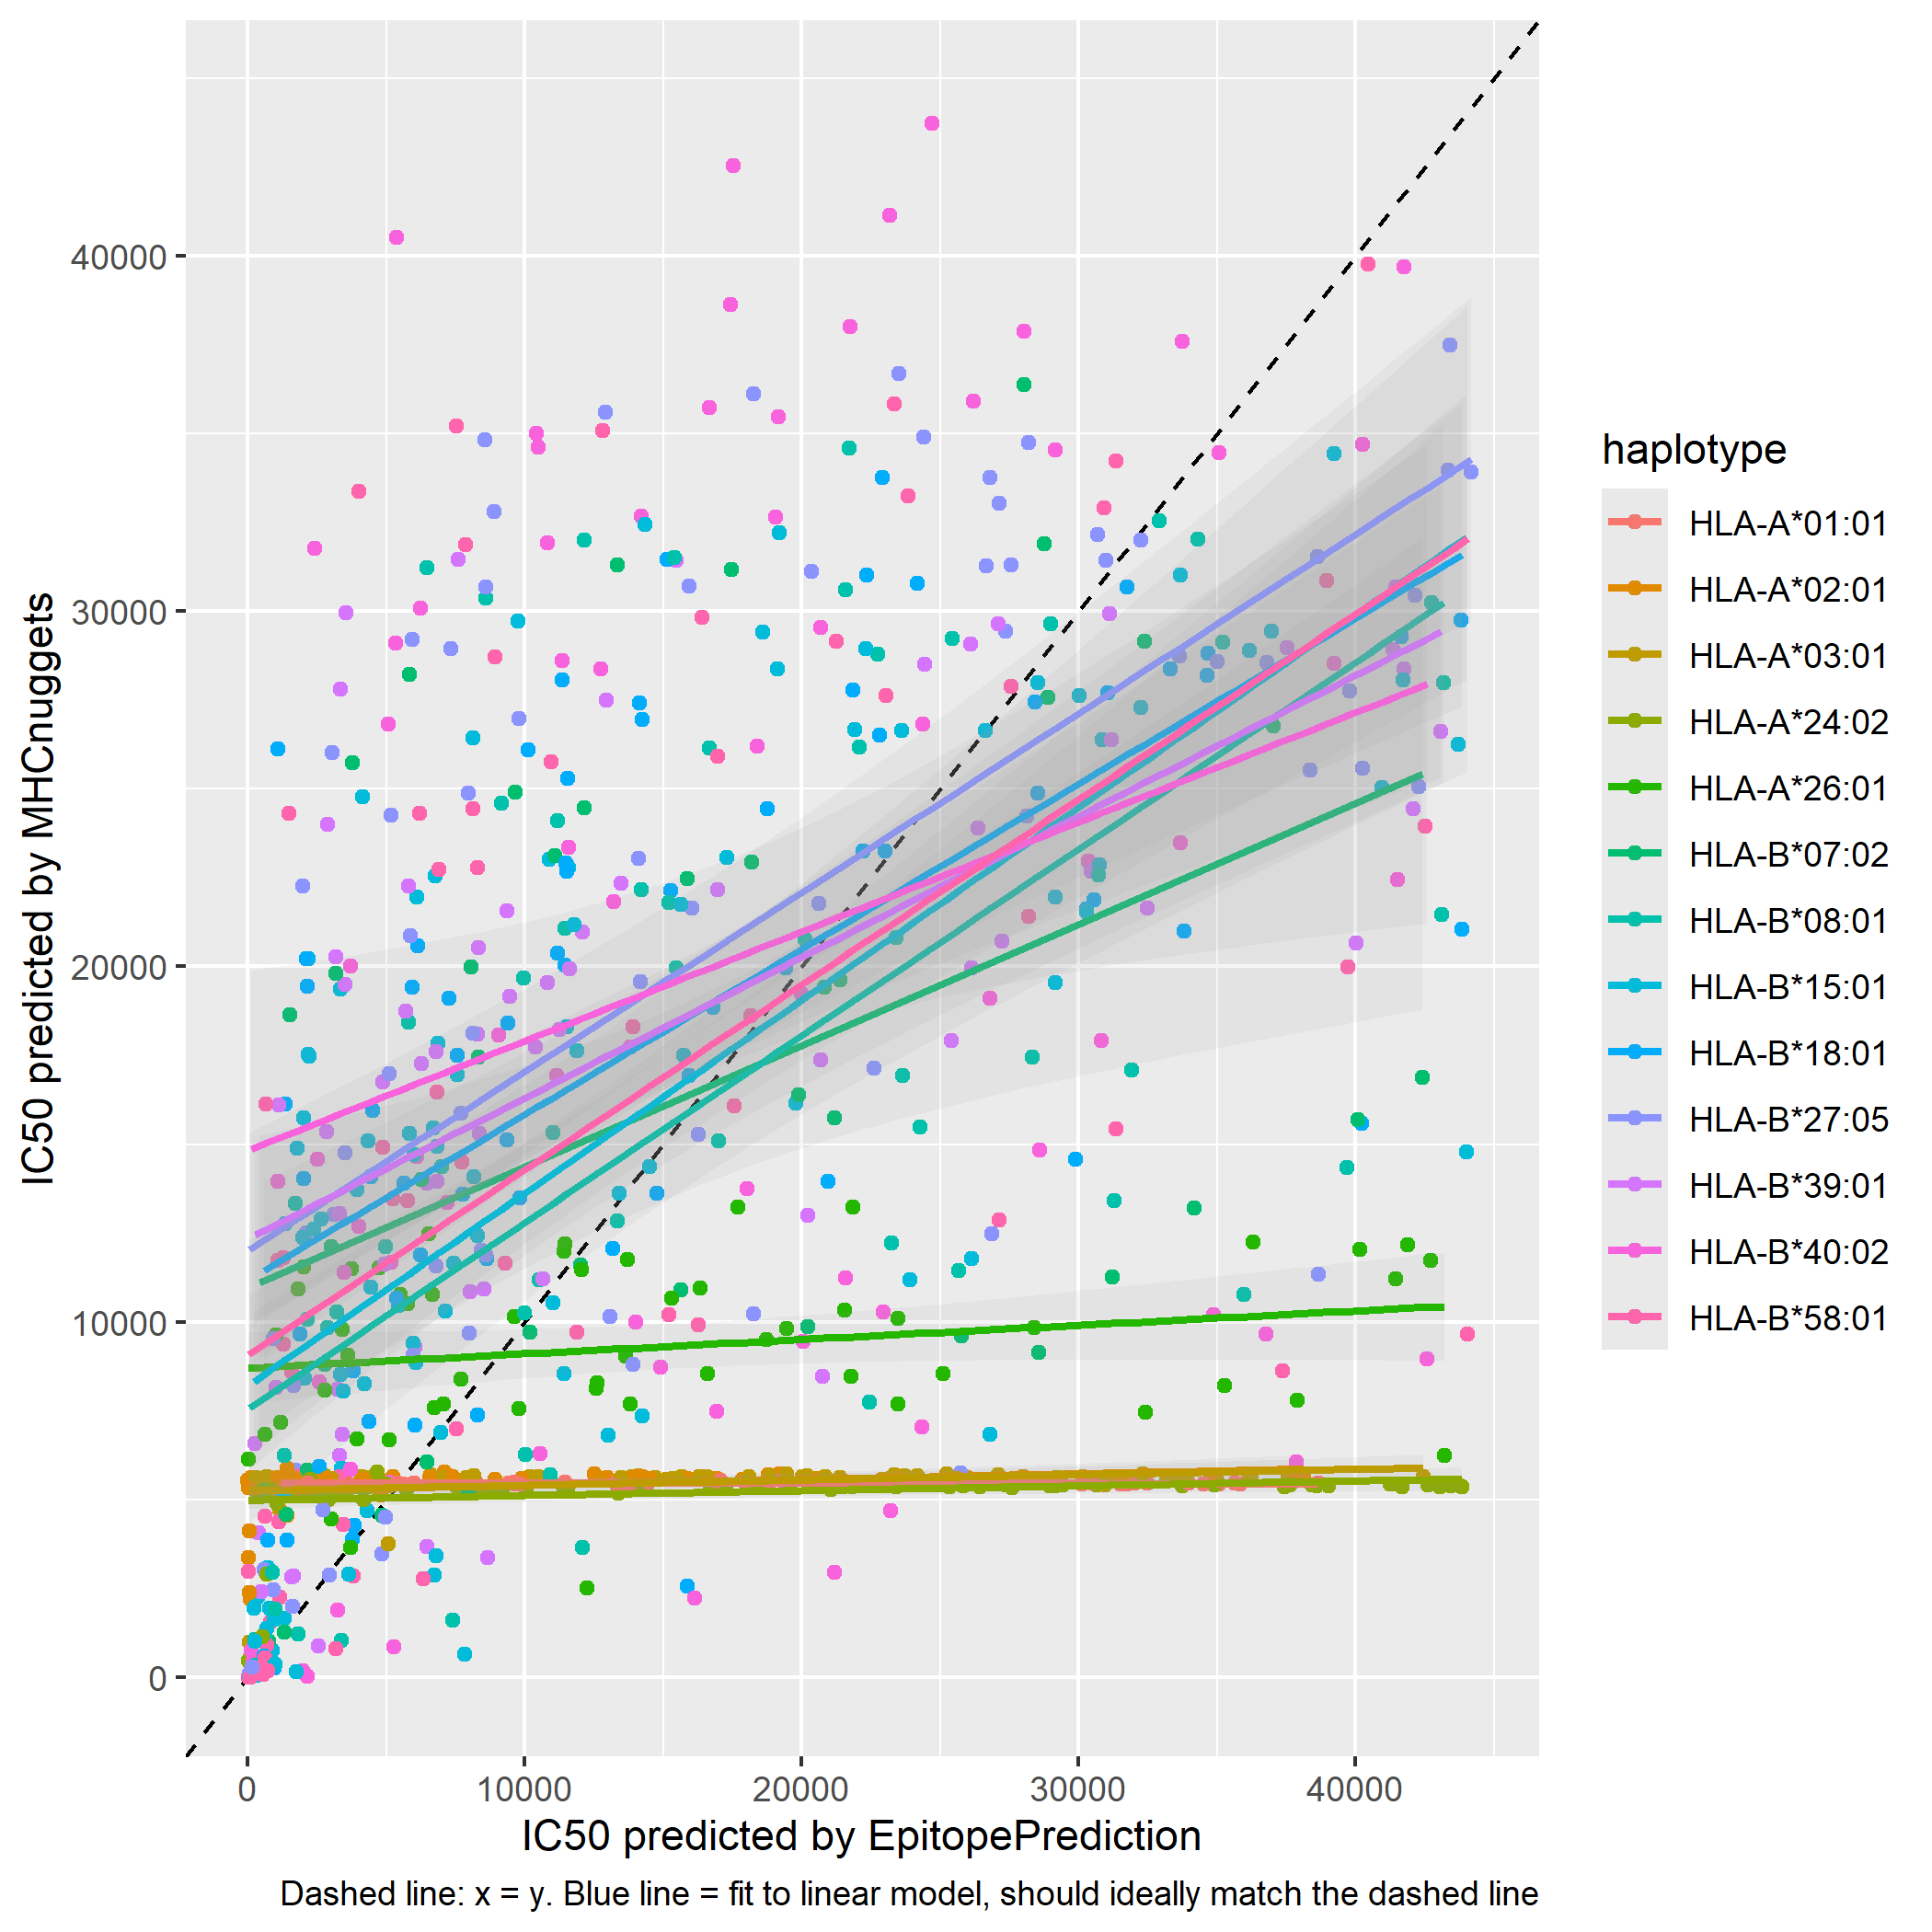 IC50 predicted by MHCnuggets
40000
30000
20000
10000
0
0 10000 20000 30000 40000
IC50 predicted by EpitopePrediction
Dashed line: x = y. Blue line = fit to linear model, should ideally match the dashed line
haplotype
HLA-A*01:01
HLA-A*02:01
HLA-A*03:01
HLA-A*24:02
HLA-A*26:01
HLA-B*07:02
HLA-B*08:01
HLA-B*15:01
HLA-B*18:01
HLA-B*27:05
HLA-B*39:01
HLA-B*40:02
HLA-B*58:01